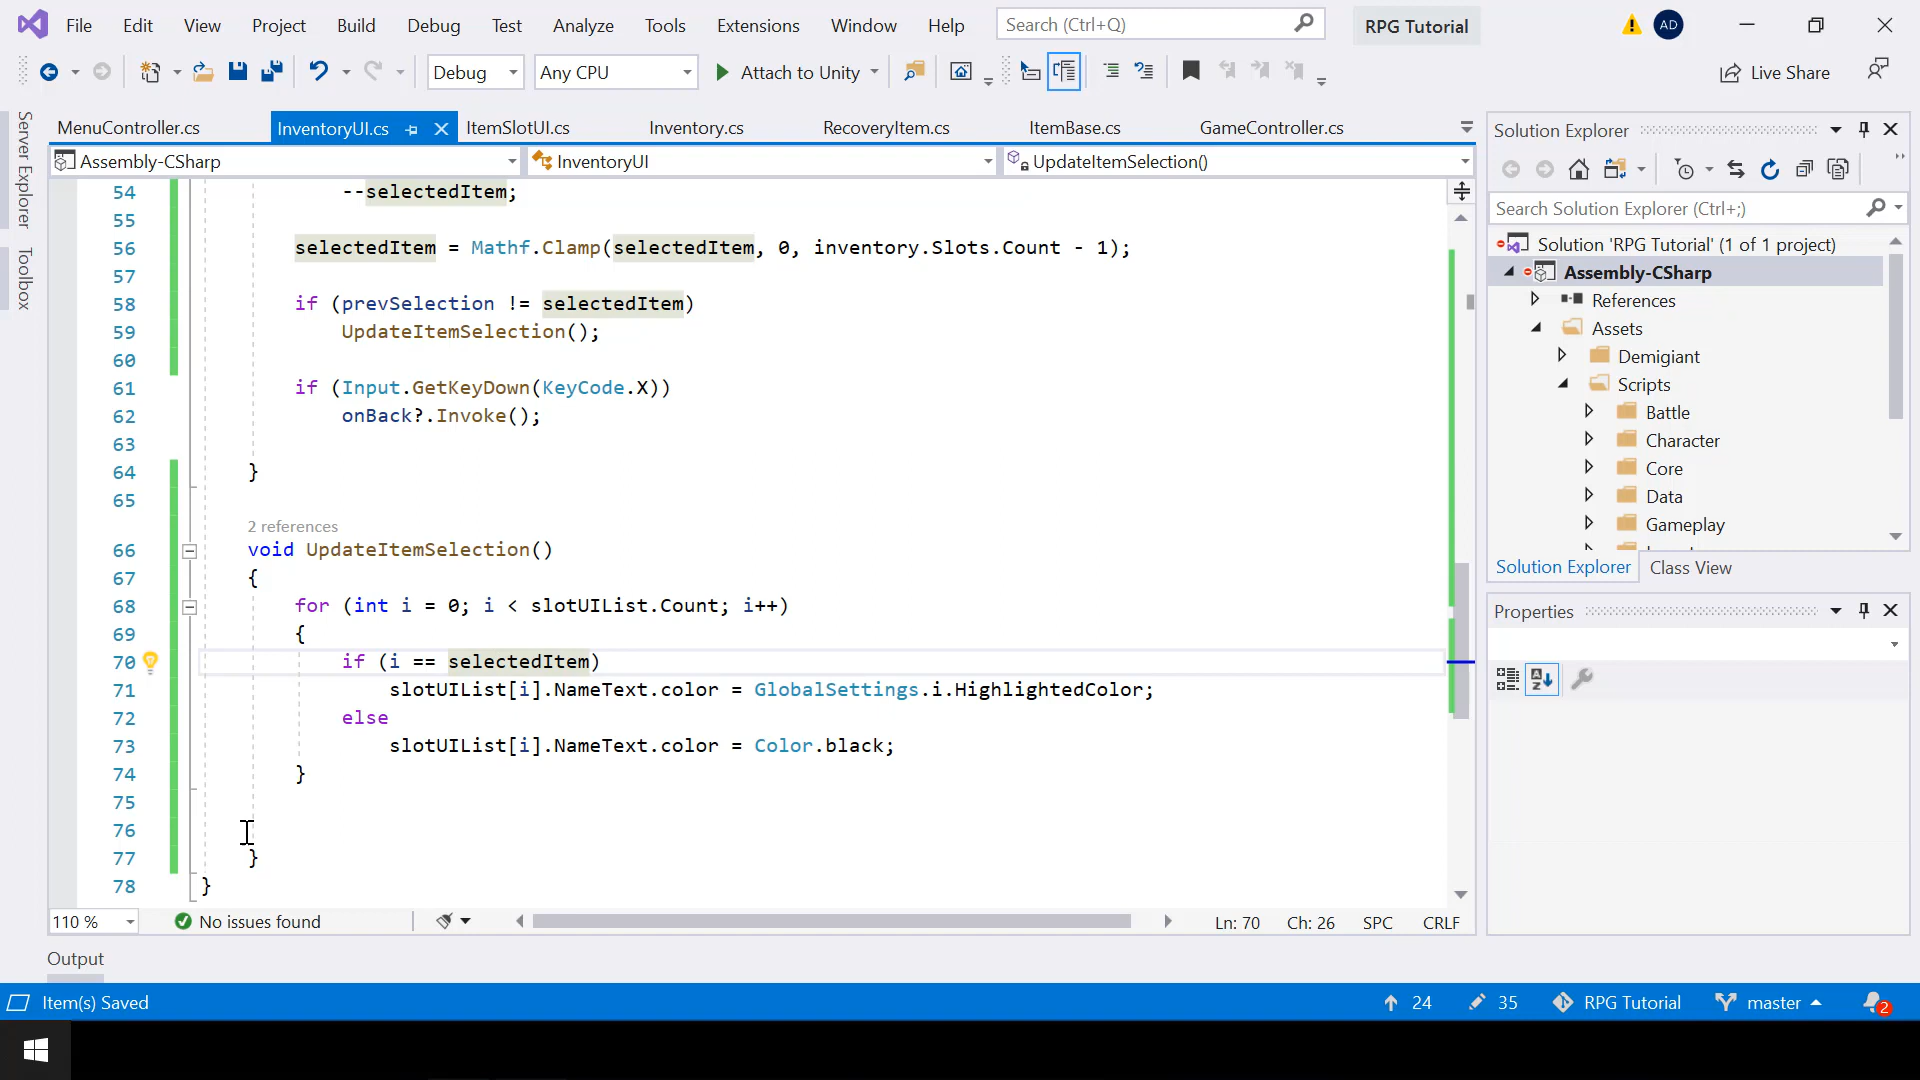 File Edit View Project Build Debug Test Analyze Tools Extensions Window Help Search (Ctrl+Q) RPG Tutorial AD
Debug Any CPU Attach to Unity Live Share
Server Explorer
Toolbox
MenuController.cs InventoryUI.cs ItemSlotUI.cs Inventory.cs RecoveryItem.cs ItemBase.cs GameController.cs
Assembly-CSharp InventoryUI UpdateItemSelection()
54 --selectedItem;
55
56 selectedItem = Mathf.Clamp(selectedItem, 0, inventory.Slots.Count - 1);
57
58 if (prevSelection != selectedItem)
59 UpdateItemSelection();
60
61 if (Input.GetKeyDown(KeyCode.X))
62 onBack?.Invoke();
63
64 }
65
2 references
66 void UpdateItemSelection()
67 {
68 for (int i = 0; i < slotUIList.Count; i++)
69 {
70 if (i == selectedItem)
71 slotUIList[i].NameText.color = GlobalSettings.i.HighlightedColor;
72 else
73 slotUIList[i].NameText.color = Color.black;
74 }
75
76
77 }
78 }
110 % No issues found Ln: 70 Ch: 26 SPC CRLF
Solution Explorer
Search Solution Explorer (Ctrl+;)
Solution 'RPG Tutorial' (1 of 1 project)
Assembly-CSharp
References
Assets
Demigiant
Scripts
Battle
Character
Core
Data
Gameplay
Solution Explorer Class View
Properties
Output
Item(s) Saved 24 35 RPG Tutorial master 2